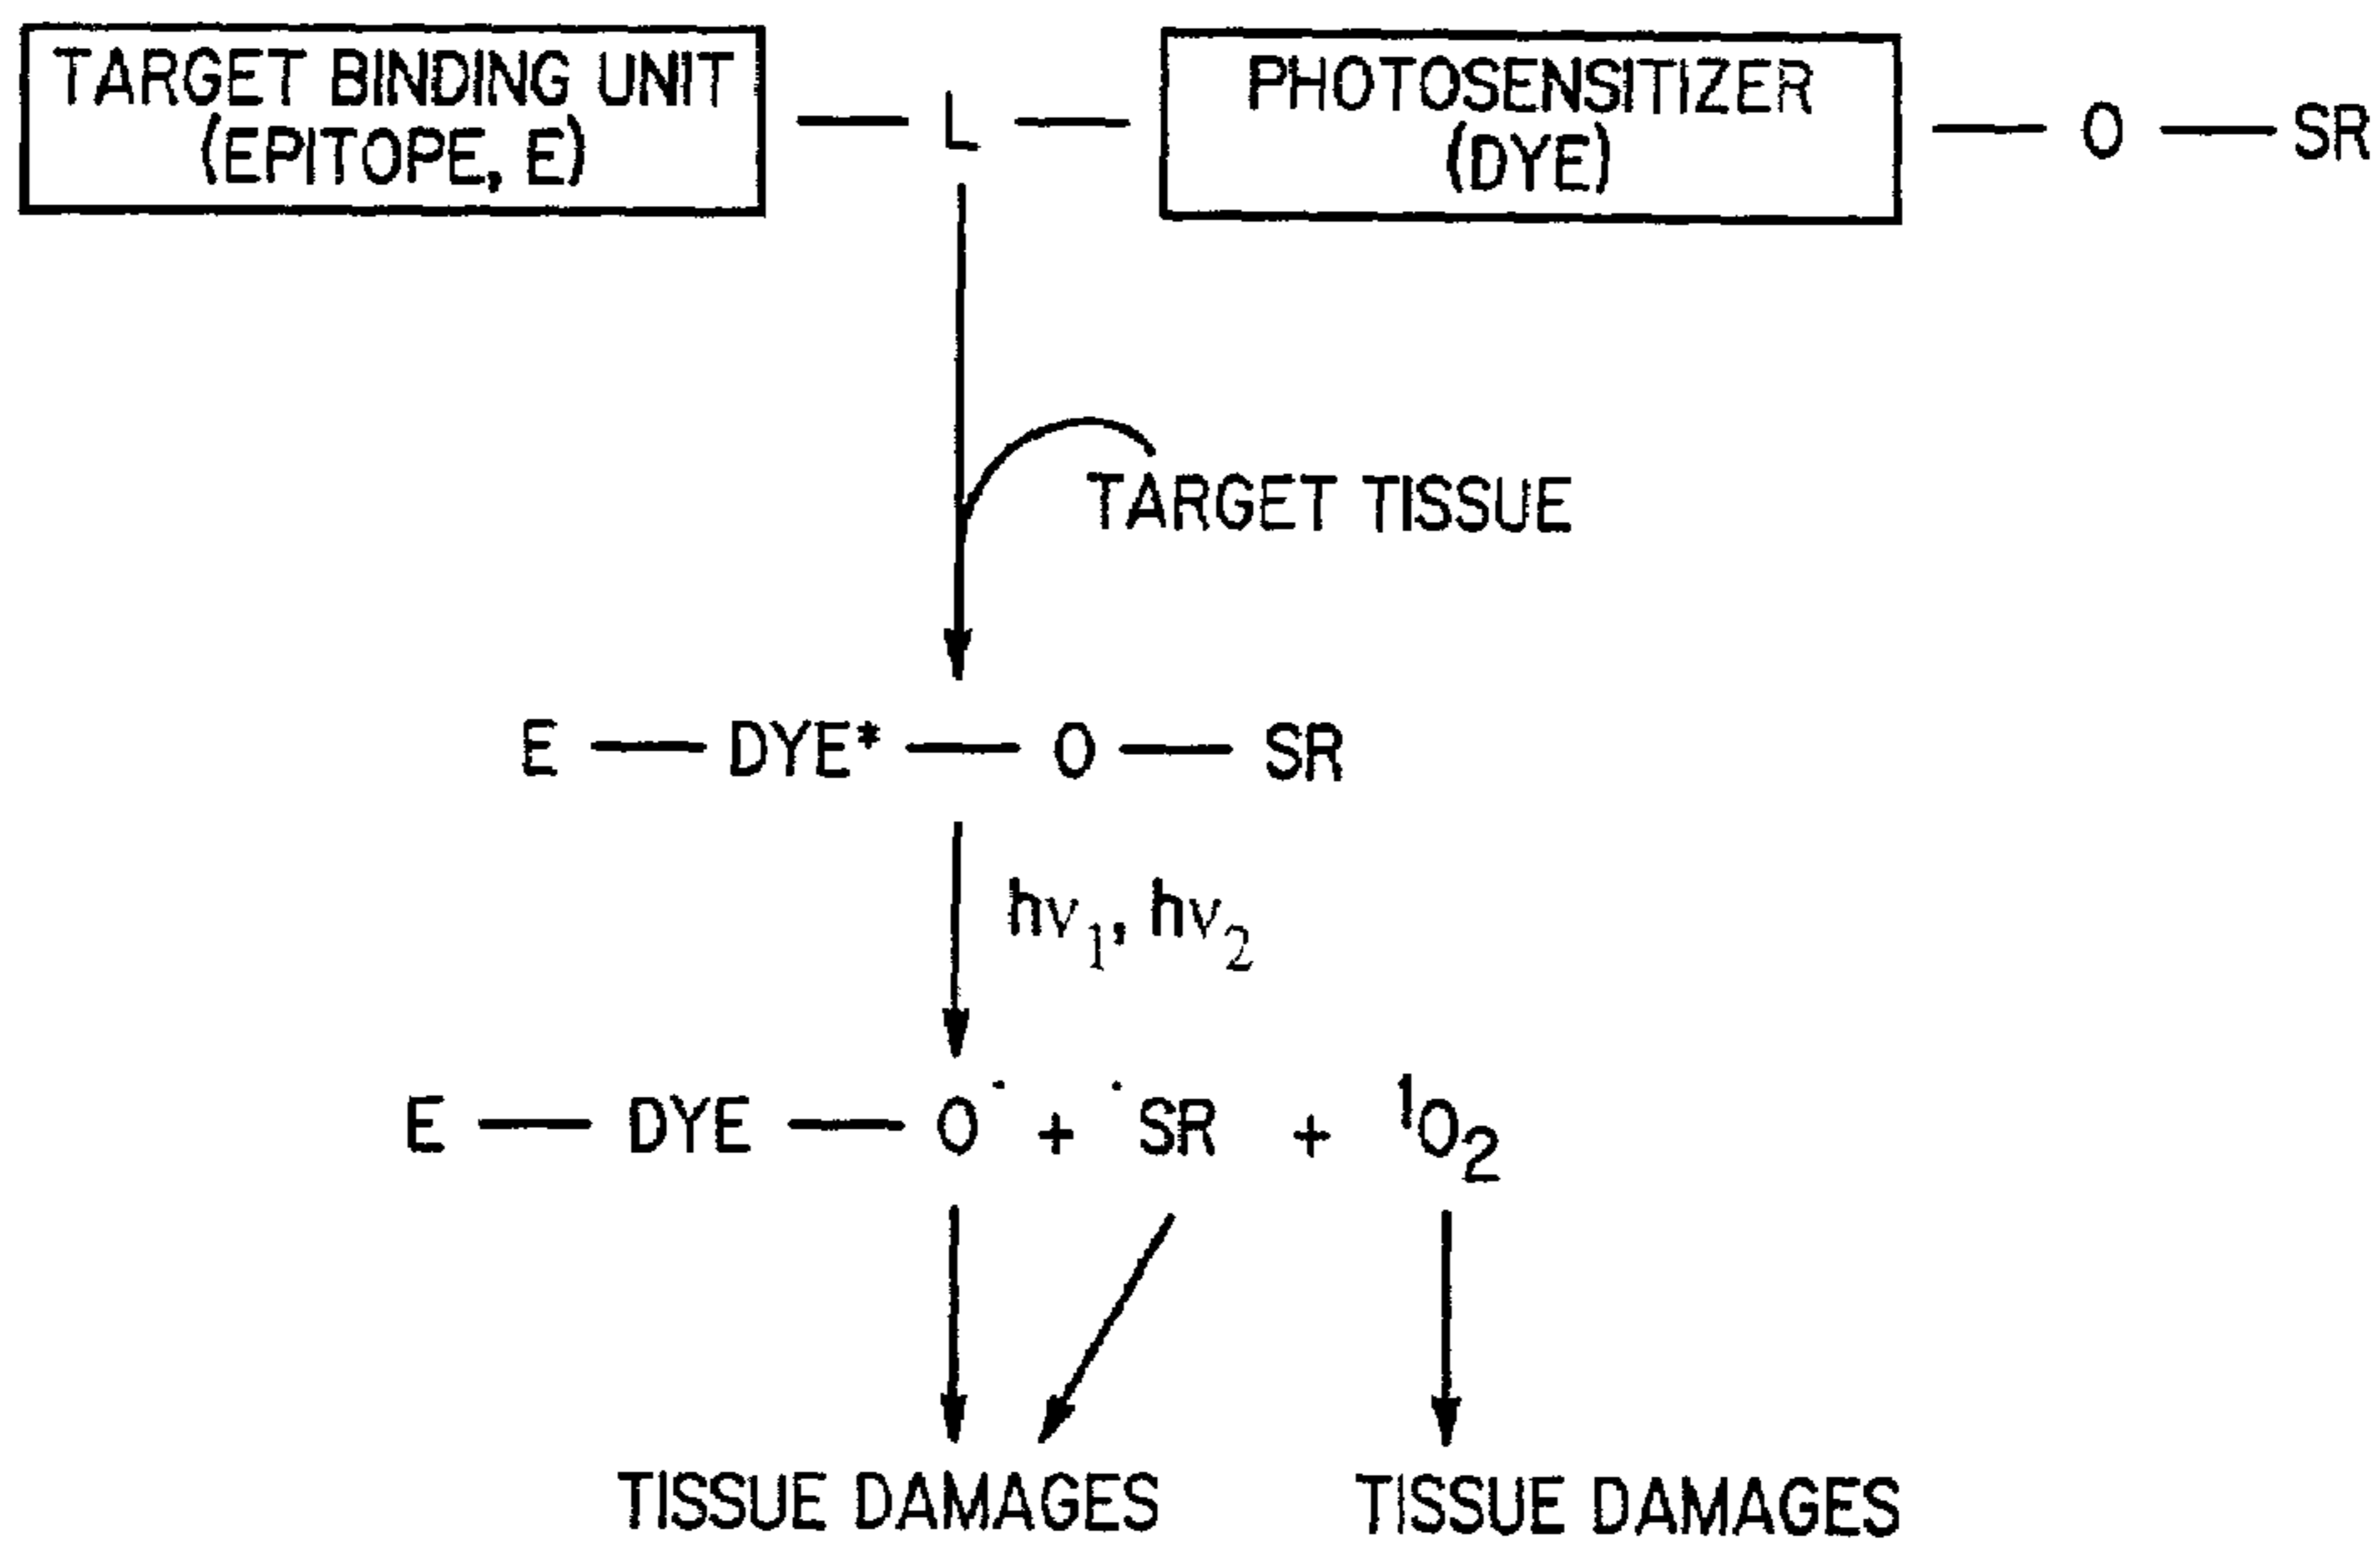 TARGET BINDING UNIT
(EPITOPE, E)
— L —
PHOTOSENSITIZER
(DYE)
— O — SR
TARGET TISSUE
E — DYE* — O — SR
hν1, hν2
E — DYE — O· + ·SR + ¹O2
TISSUE DAMAGES
TISSUE DAMAGES